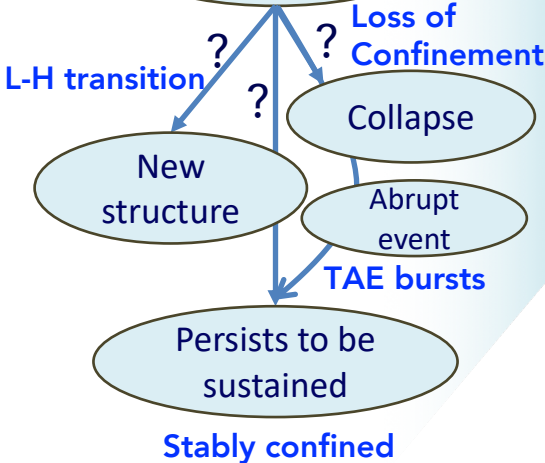 Loss of
Confinement
?
?
L-H transition
?
Collapse
New
structure
Abrupt
event
TAE bursts
Persists to be
sustained
Stably confined